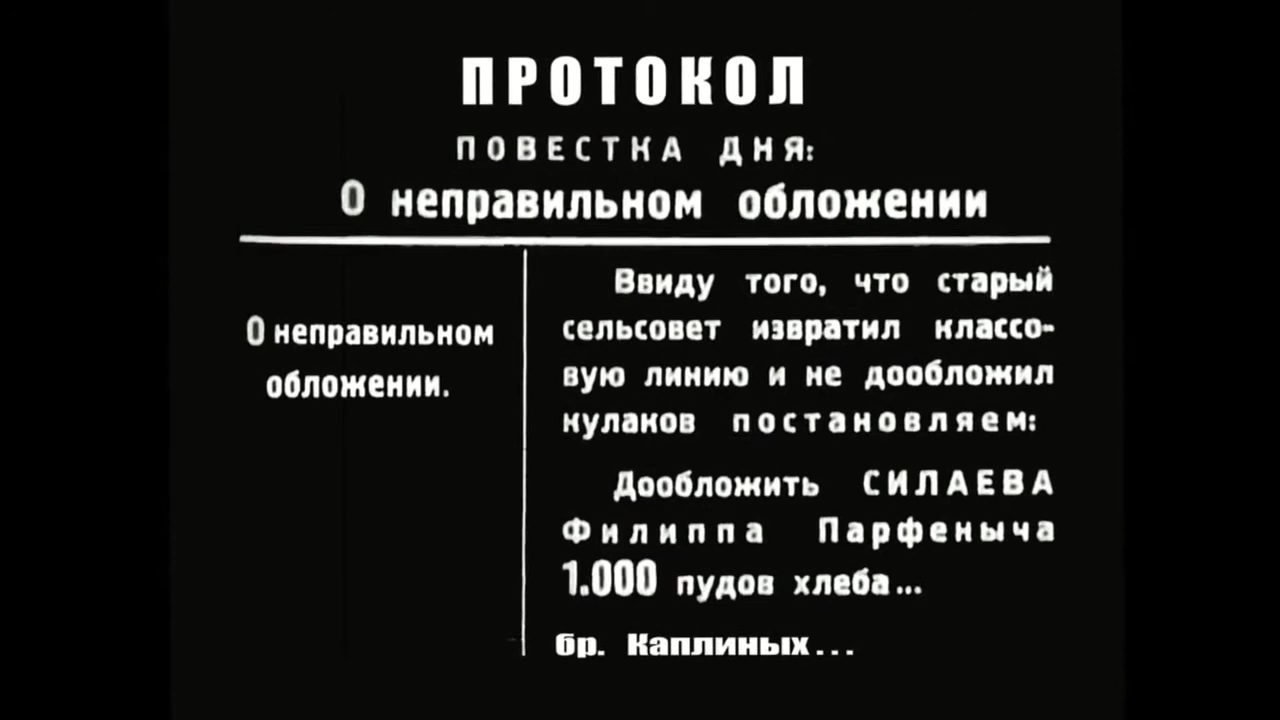 ПРОТОКОЛ
ПОВЕСТКА ДНЯ:
О неправильном обложении
О неправильном
обложении.
Ввиду того, что старый
сельсовет извратил классо-
вую линию и не дообложил
кулаков постановляем:
Дообложить СИЛАЕВА
Филиппа Парфеныча
1.000 пудов хлеба...
бр. Каплиных...